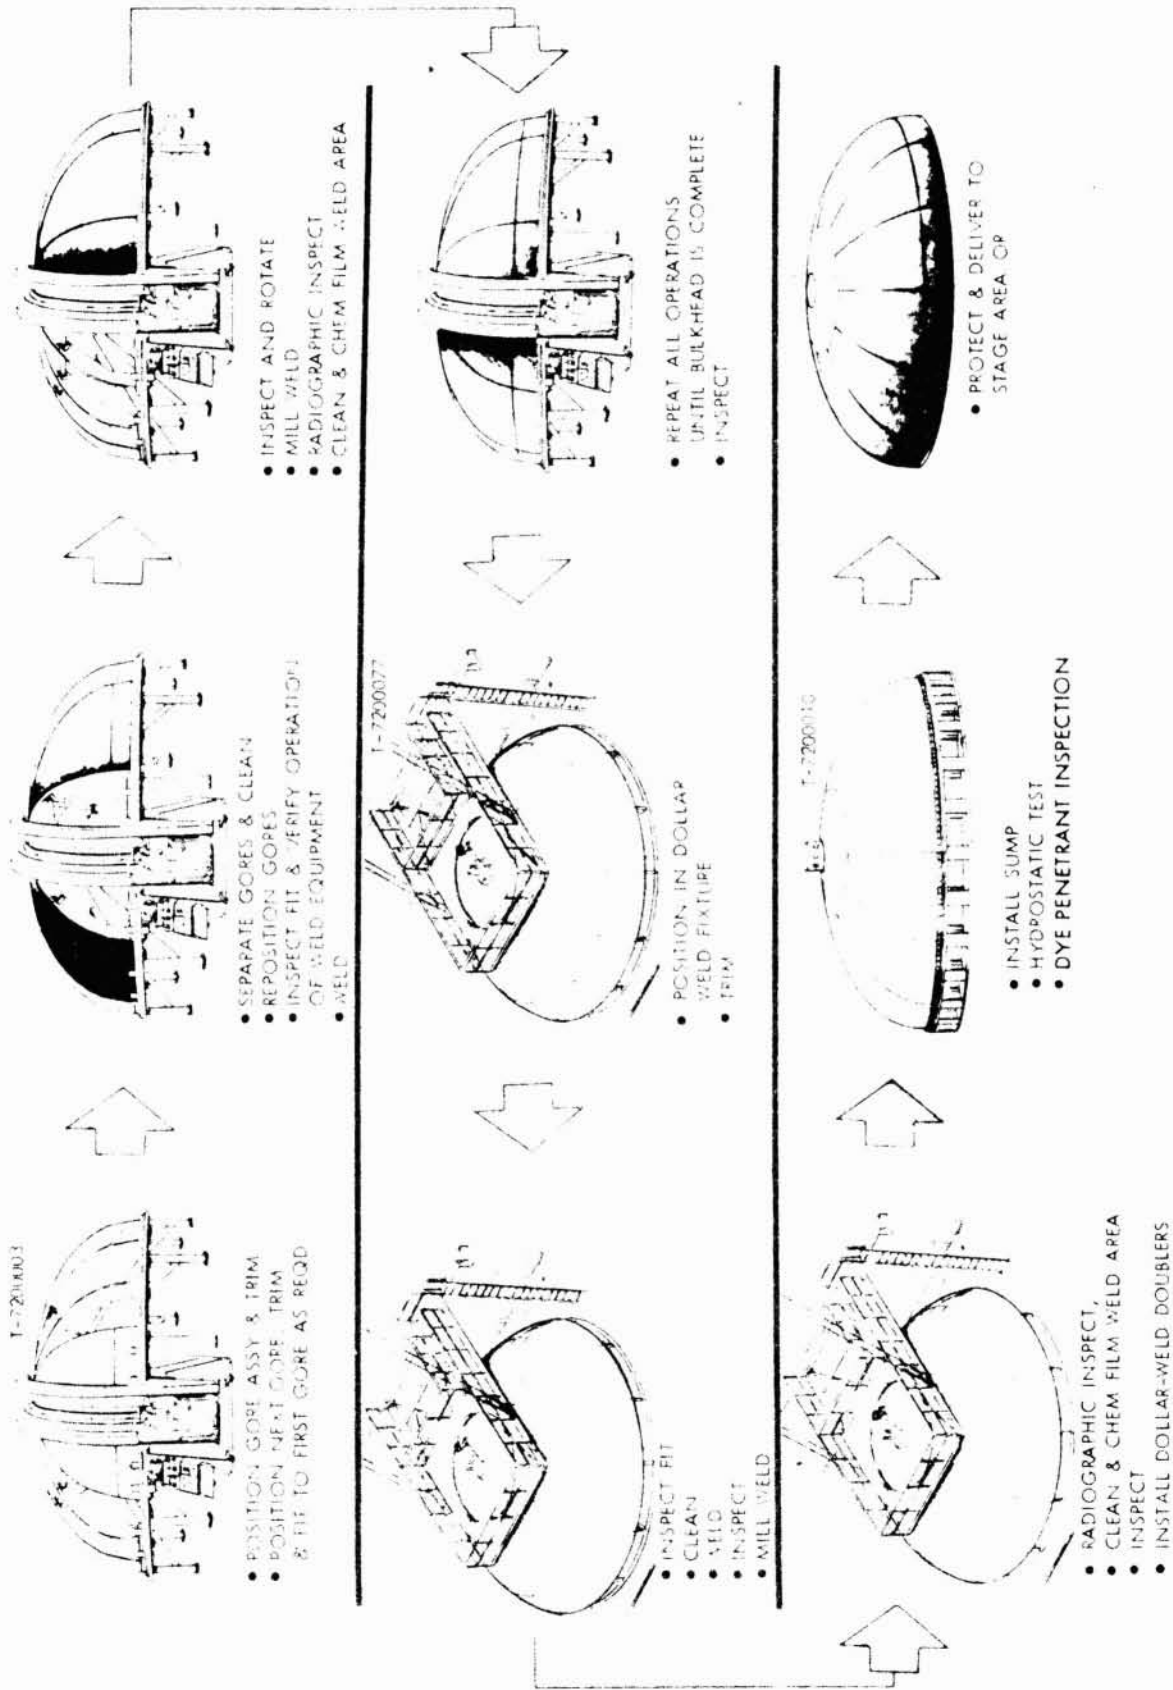 T-7200003
• POSITION GORE ASSY & TRIM
• POSITION NEXT GORE, TRIM
& FIT TO FIRST GORE AS REQD
• SEPARATE GORES & CLEAN
• REPOSITION GORES
• INSPECT FIT & VERIFY OPERATION
OF WELD EQUIPMENT
• WELD
• INSPECT AND ROTATE
• MILL WELD
• RADIOGRAPHIC INSPECT
• CLEAN & CHEM FILM WELD AREA
• REPEAT ALL OPERATIONS
UNTIL BULKHEAD IS COMPLETE
• INSPECT
T-7200077
• POSITION IN DOLLAR
WELD FIXTURE
• TRIM
• INSPECT FIT
• CLEAN
• WELD
• INSPECT
• MILL WELD
• RADIOGRAPHIC INSPECT,
• CLEAN & CHEM FILM WELD AREA
• INSPECT
• INSTALL DOLLAR-WELD DOUBLERS
• INSTALL SUMP
• HYDROSTATIC TEST
• DYE PENETRANT INSPECTION
• PROTECT & DELIVER TO
STAGE AREA OR